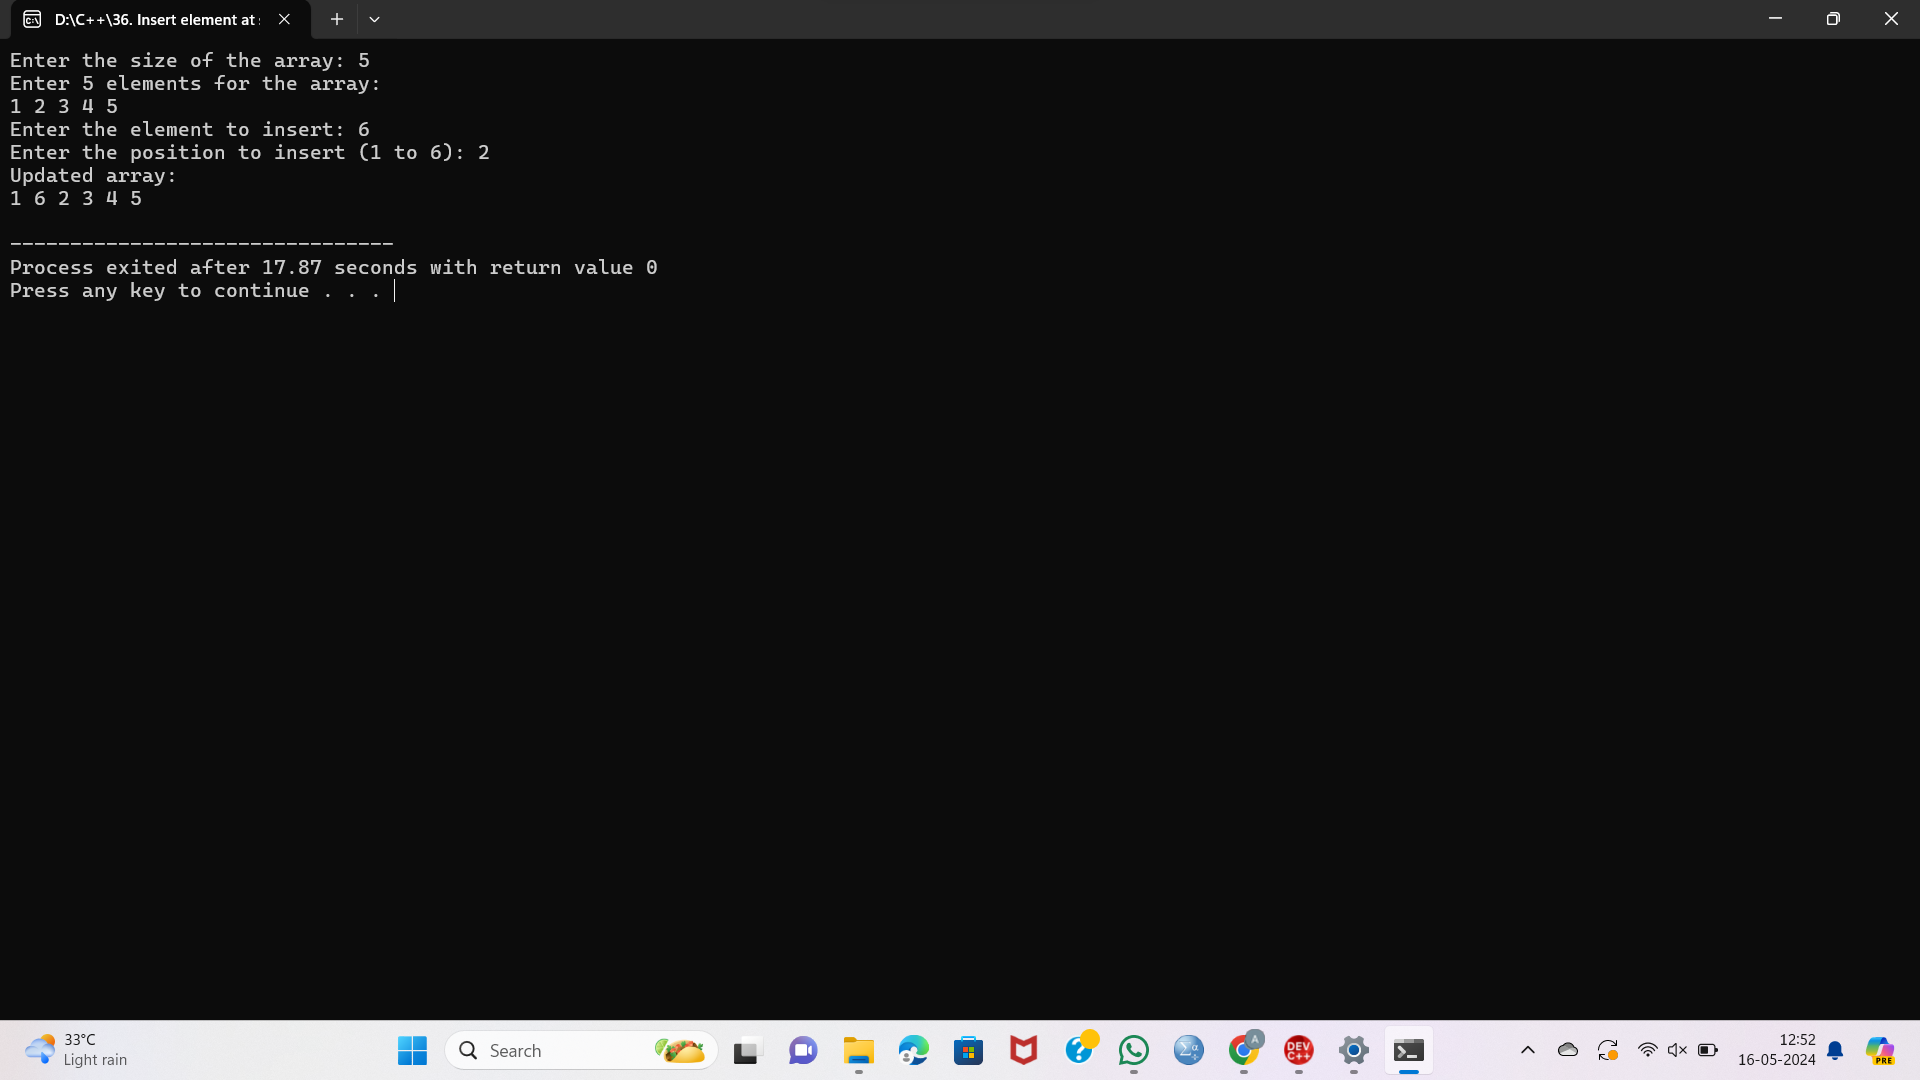 D:\C++\36. Insert element at
Enter the size of the array: 5
Enter 5 elements for the array:
1 2 3 4 5
Enter the element to insert: 6
Enter the position to insert (1 to 6): 2
Updated array:
1 6 2 3 4 5
--------------------------------
Process exited after 17.87 seconds with return value 0
Press any key to continue . . .
33°C
Light rain
Search
A
DEV
C++
12:52
16-05-2024
PRE